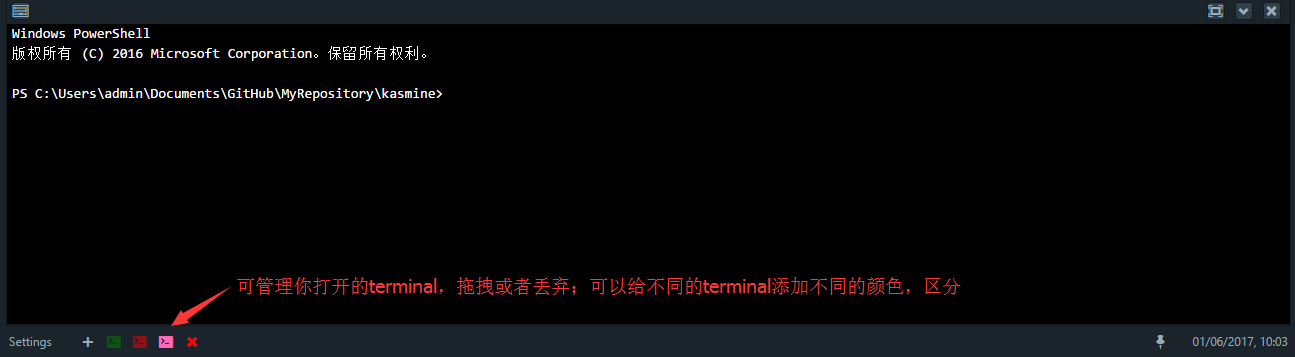 Windows PowerShell
版权所有 (C) 2016 Microsoft Corporation。保留所有权利。
PS C:\Users\admin\Documents\GitHub\MyRepository\kasmine>
可管理你打开的terminal，拖拽或者丢弃；可以给不同的terminal添加不同的颜色，区分
Settings
01/06/2017, 10:03